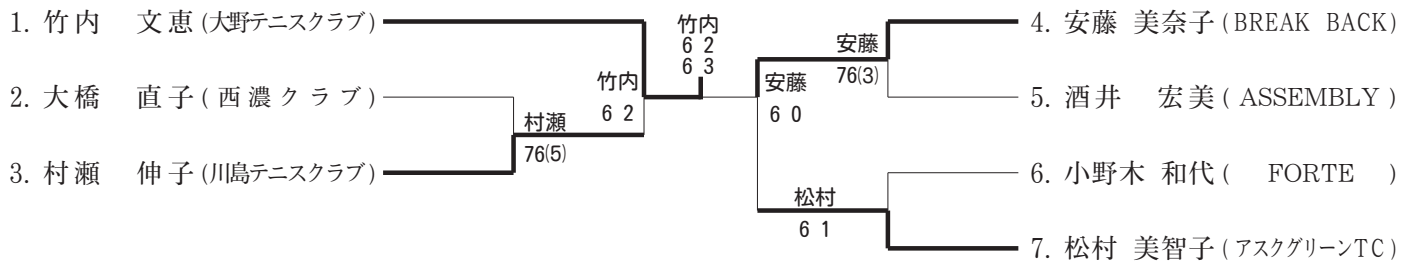 1. 竹内 文恵(大野テニスクラブ)
2. 大橋 直子(西濃クラブ)
3. 村瀬 伸子(川島テニスクラブ)
村瀬
76(5)
竹内
6 2
竹内
6 2
6 3
安藤
6 0
安藤
76(3)
松村
6 1
4. 安藤 美奈子(BREAK BACK)
5. 酒井 宏美(ASSEMBLY)
6. 小野木 和代( FORTE )
7. 松村 美智子(アスクグリーンTC)